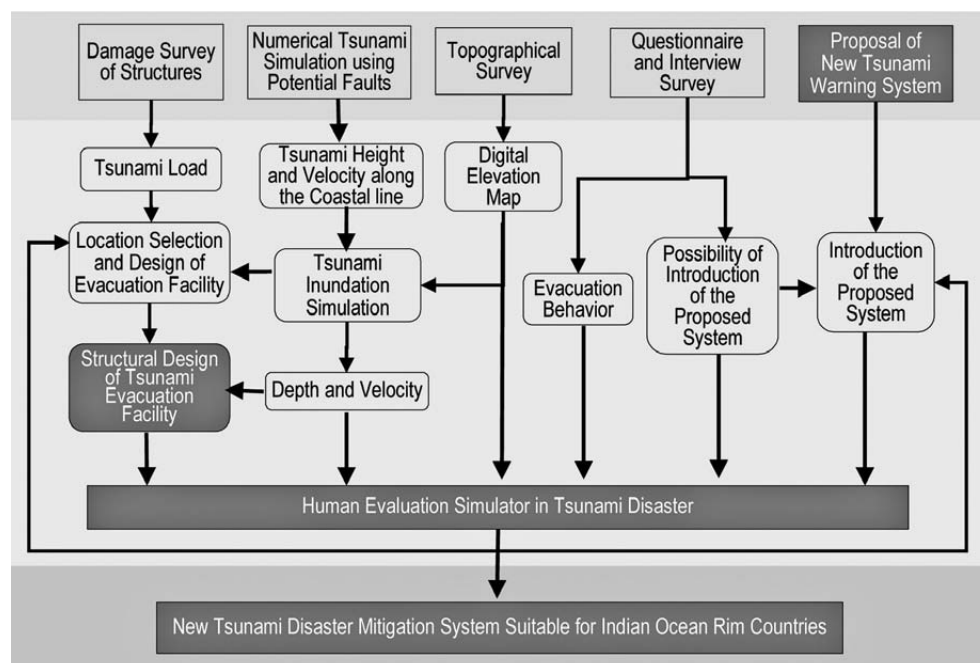 Damage Survey
of Structures
Numerical Tsunami
Simulation using
Potential Faults
Topographical
Survey
Questionnaire
and Interview
Survey
Proposal of
New Tsunami
Warning System
Tsunami Load
Tsunami Height
and Velocity along
the Coastal line
Digital
Elevation
Map
Location Selection
and Design of
Evacuation Facility
Tsunami
Inundation
Simulation
Evacuation
Behavior
Possibility of
Introduction
of the
Proposed
System
Introduction
of the
Proposed
System
Structural Design
of Tsunami
Evacuation
Facility
Depth and Velocity
Human Evaluation Simulator in Tsunami Disaster
New Tsunami Disaster Mitigation System Suitable for Indian Ocean Rim Countries